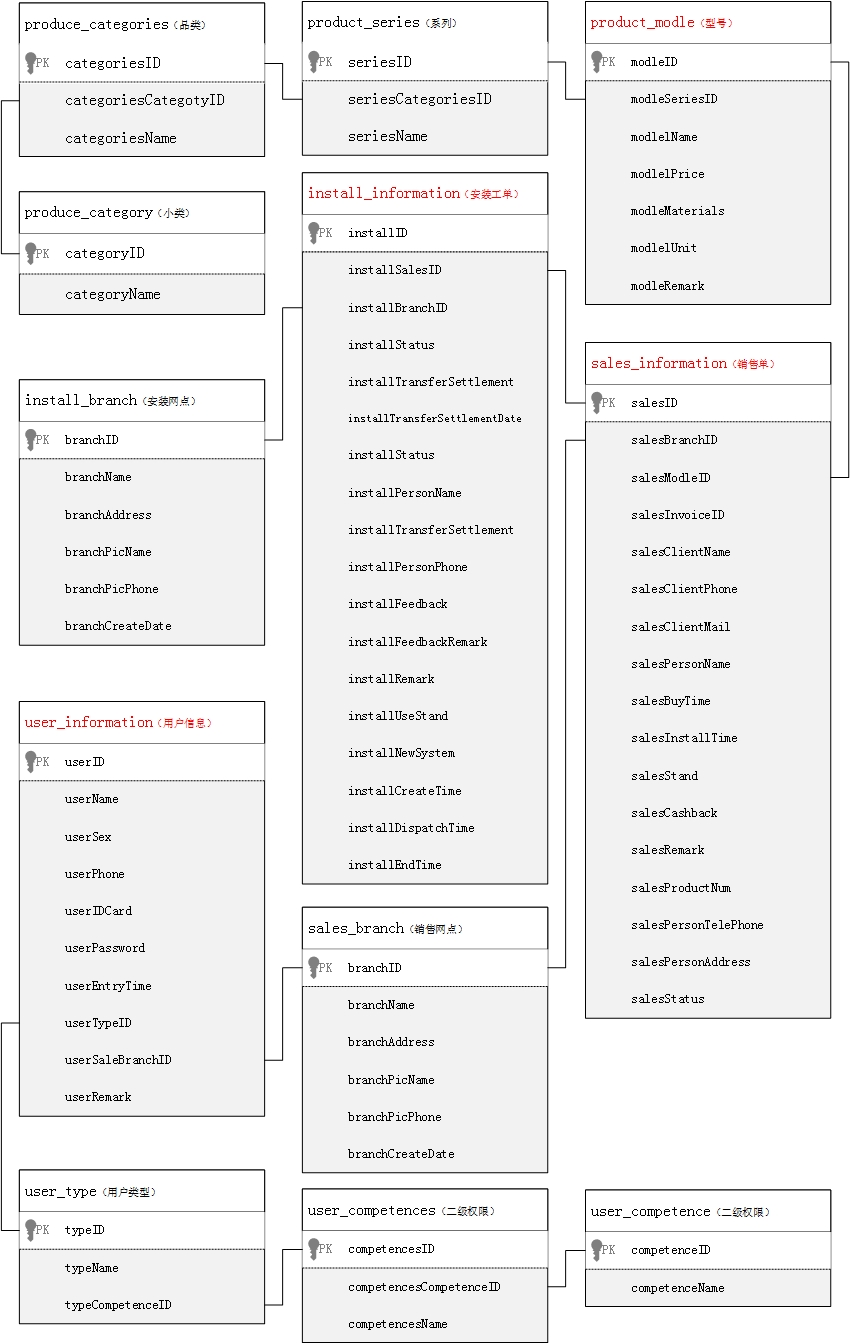 produce_categories（品类）
PK categoriesID
categoriesCategotyID
categoriesName
product_series（系列）
PK seriesID
seriesCategoriesID
seriesName
product_modle（型号）
PK modleID
modleSeriesID
modlelName
modlelPrice
modleMaterials
modlelUnit
modleRemark
produce_category（小类）
PK categoryID
categoryName
install_information（安装工单）
PK installID
installSalesID
installBranchID
installStatus
installTransferSettlement
installTransferSettlementDate
installStatus
installPersonName
installTransferSettlement
installPersonPhone
installFeedback
installFeedbackRemark
installRemark
installUseStand
installNewSystem
installCreateTime
installDispatchTime
installEndTime
sales_information（销售单）
PK salesID
salesBranchID
salesModleID
salesInvoiceID
salesClientName
salesClientPhone
salesClientMail
salesPersonName
salesBuyTime
salesInstallTime
salesStand
salesCashback
salesRemark
salesProductNum
salesPersonTelePhone
salesPersonAddress
salesStatus
install_branch（安装网点）
PK branchID
branchName
branchAddress
branchPicName
branchPicPhone
branchCreateDate
user_information（用户信息）
PK userID
userName
userSex
userPhone
userIDCard
userPassword
userEntryTime
userTypeID
userSaleBranchID
userRemark
sales_branch（销售网点）
PK branchID
branchName
branchAddress
branchPicName
branchPicPhone
branchCreateDate
user_type（用户类型）
PK typeID
typeName
typeCompetenceID
user_competences（二级权限）
PK competencesID
competencesCompetenceID
competencesName
user_competence（二级权限）
PK competenceID
competenceName